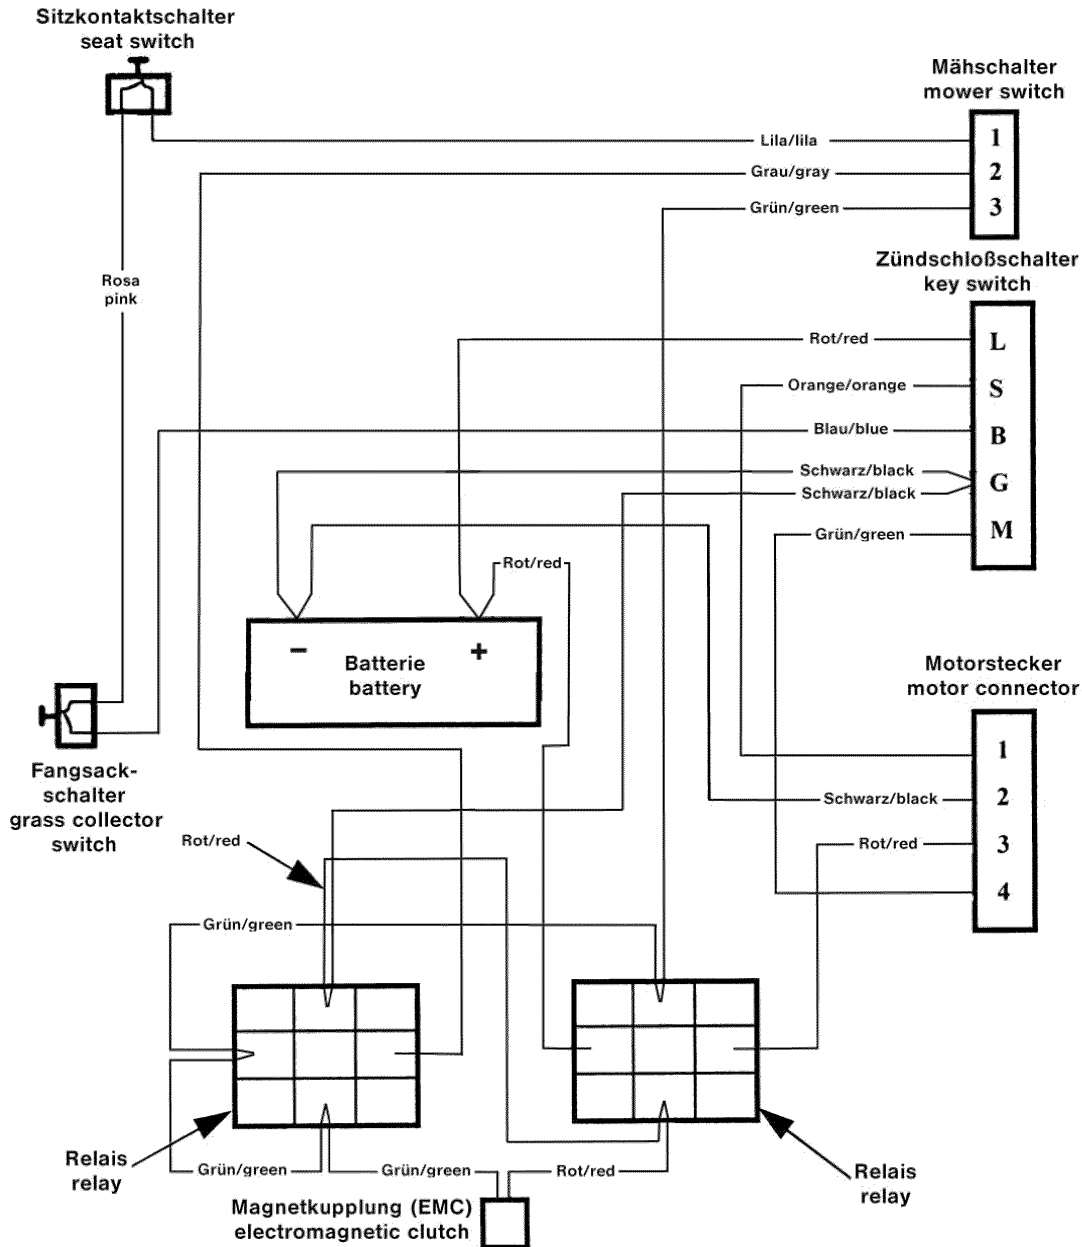 Sitzkontaktschalter
seat switch
Mähschalter
mower switch
Lila/lila
1
Grau/gray
2
Grün/green
3
Zündschloßschalter
key switch
Rosa
pink
Rot/red
L
Orange/orange
S
Blau/blue
B
Schwarz/black
G
Schwarz/black
Grün/green
M
Rot/red
–
+
Batterie
battery
Motorstecker
motor connector
1
Schwarz/black
2
Rot/red
3
4
Fangsack-
schalter
grass collector
switch
Rot/red
Grün/green
Relais
relay
Grün/green
Grün/green
Rot/red
Relais
relay
Magnetkupplung (EMC)
electromagnetic clutch